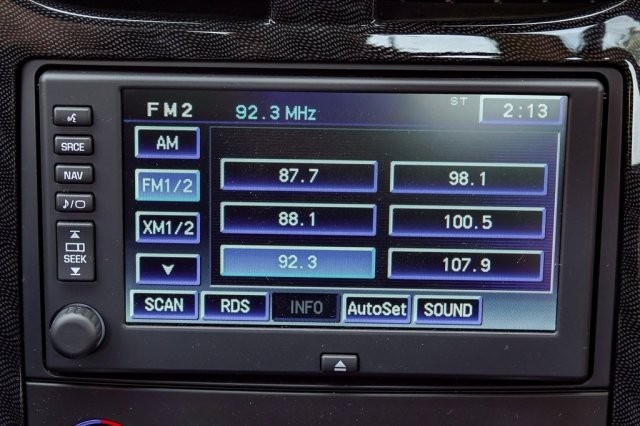 FM2 92.3 MHz ST 2:13
AM
87.7 98.1
SRCE
FM1/2
NAV
88.1 100.5
XM1/2
92.3 107.9
SEEK
SCAN RDS INFO AutoSet SOUND